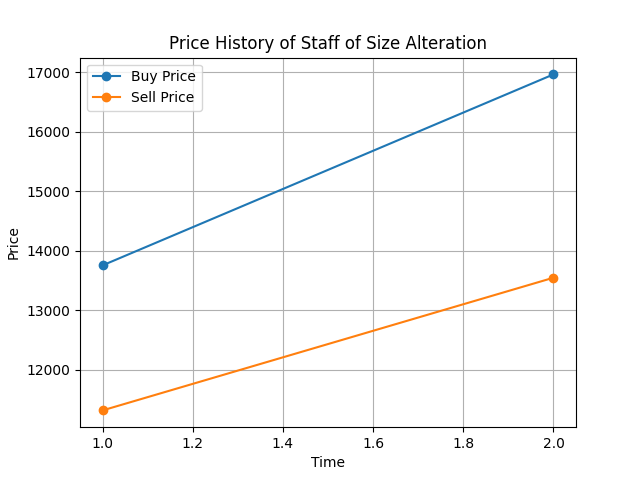 Price History of Staff of Size Alteration
Buy Price
Sell Price
17000
16000
15000
14000
13000
12000
Price
1.0 1.2 1.4 1.6 1.8 2.0
Time